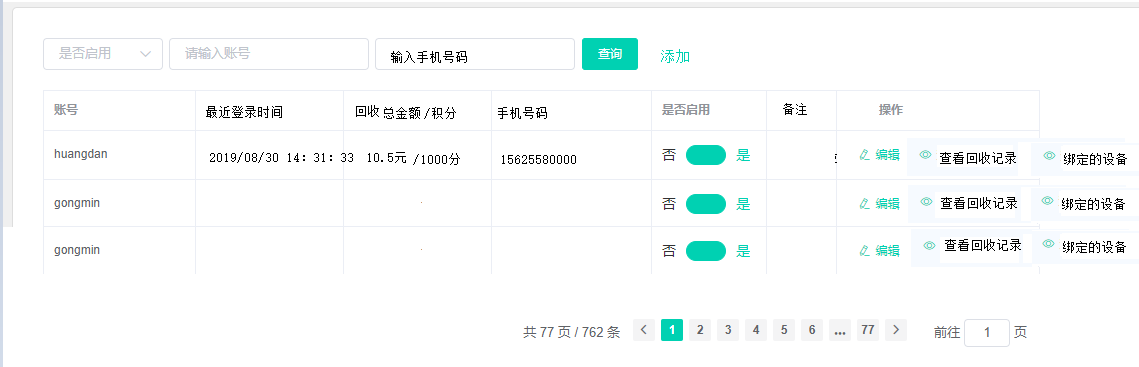 是否启用 请输入账号 输入手机号码 查询 添加
账号 最近登录时间 回收总金额/积分 手机号码 是否启用 备注 操作
huangdan 2019/08/30 14：31：33 10.5元 /1000分 15625580000 否 是 编辑 查看回收记录 绑定的设备
gongmin 否 是 编辑 查看回收记录 绑定的设备
gongmin 否 是 编辑 查看回收记录 绑定的设备
共 77 页 / 762 条 1 2 3 4 5 6 ... 77 前往 1 页